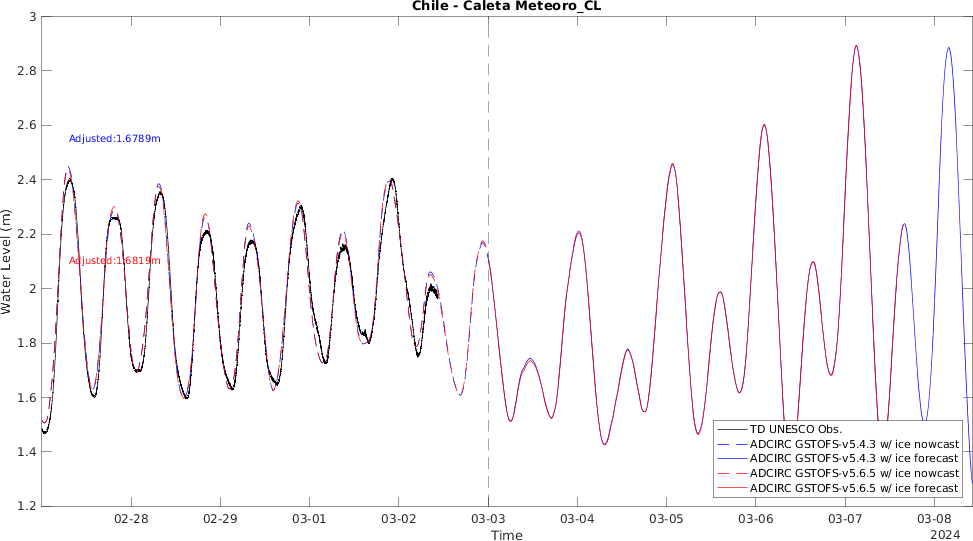 Chile - Caleta Meteoro_CL
3
2.8
2.6
2.4
2.2
2
1.8
1.6
1.4
1.2
Water Level (m)
Adjusted:1.6789m
Adjusted:1.6819m
TD UNESCO Obs.
ADCIRC GSTOFS-v5.4.3 w/ ice nowcast
ADCIRC GSTOFS-v5.4.3 w/ ice forecast
ADCIRC GSTOFS-v5.6.5 w/ ice nowcast
ADCIRC GSTOFS-v5.6.5 w/ ice forecast
02-28 02-29 03-01 03-02 03-03 03-04 03-05 03-06 03-07 03-08
Time 2024